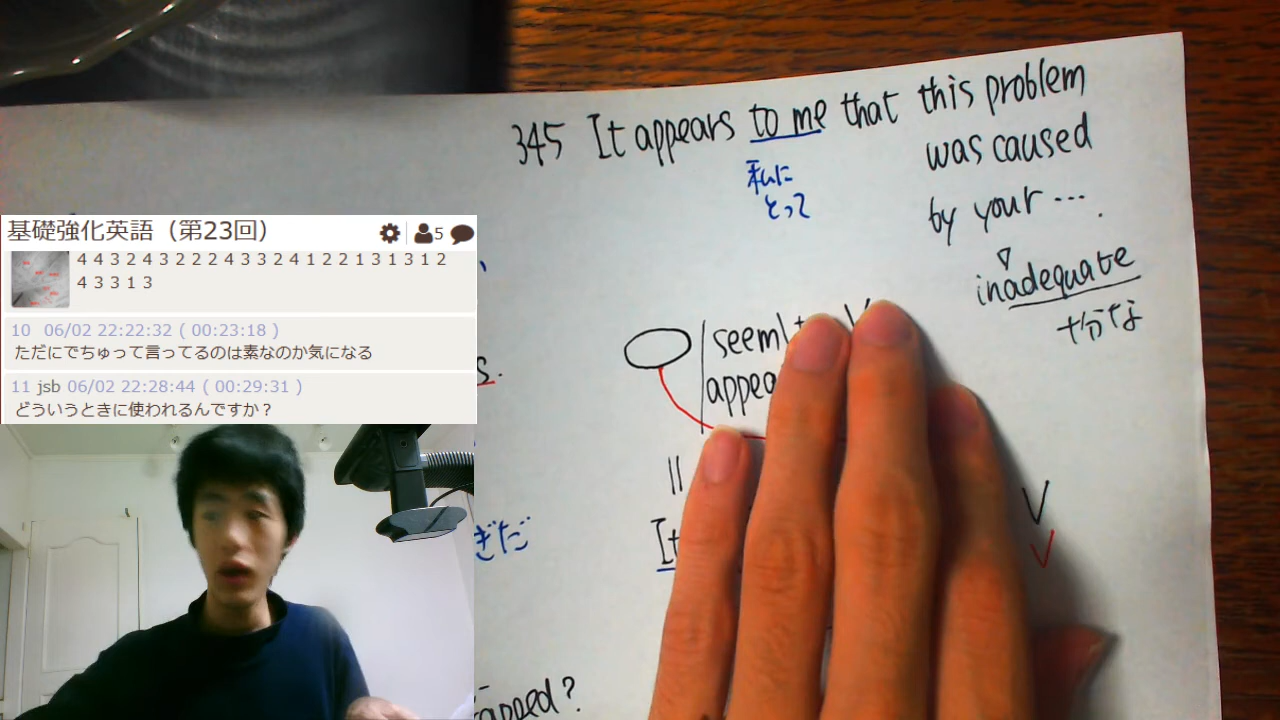 345 It appears to me that this problem
was caused
by your ….
私に
とって
inadequate
十分な
seem
appea
V
=
It
V
V
s.
ぎだ
apped?
基礎強化英語（第23回）
5
4 4 3 2 4 3 2 2 2 4 3 3 2 4 1 2 2 1 3 1 3 1 2
4 3 3 1 3
10 06/02 22:22:32 ( 00:23:18 )
ただにでちゅって言ってるのは素なのか気になる
11 jsb 06/02 22:28:44 ( 00:29:31 )
どういうときに使われるんですか？